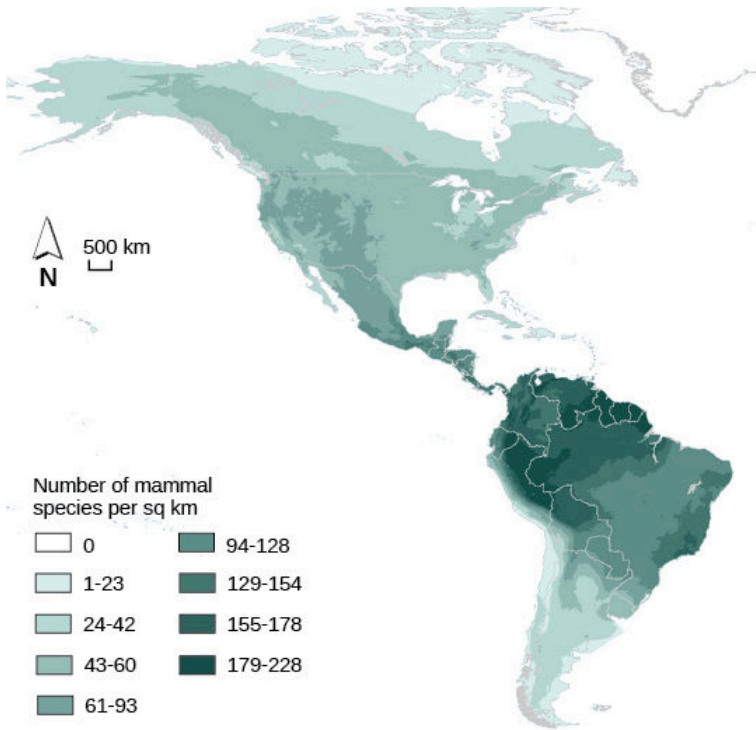 500 km
N
Number of mammal
species per sq km
0
1-23
24-42
43-60
61-93
94-128
129-154
155-178
179-228